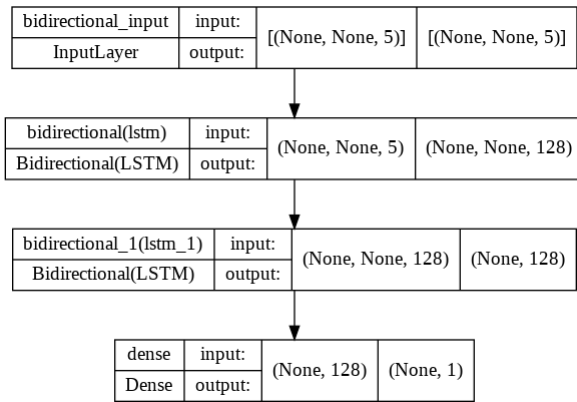 bidirectional_input input: [(None, None, 5)] [(None, None, 5)]
InputLayer output:
bidirectional(lstm) input: (None, None, 5) (None, None, 128)
Bidirectional(LSTM) output:
bidirectional_1(lstm_1) input: (None, None, 128) (None, 128)
Bidirectional(LSTM) output:
dense input: (None, 128) (None, 1)
Dense output: